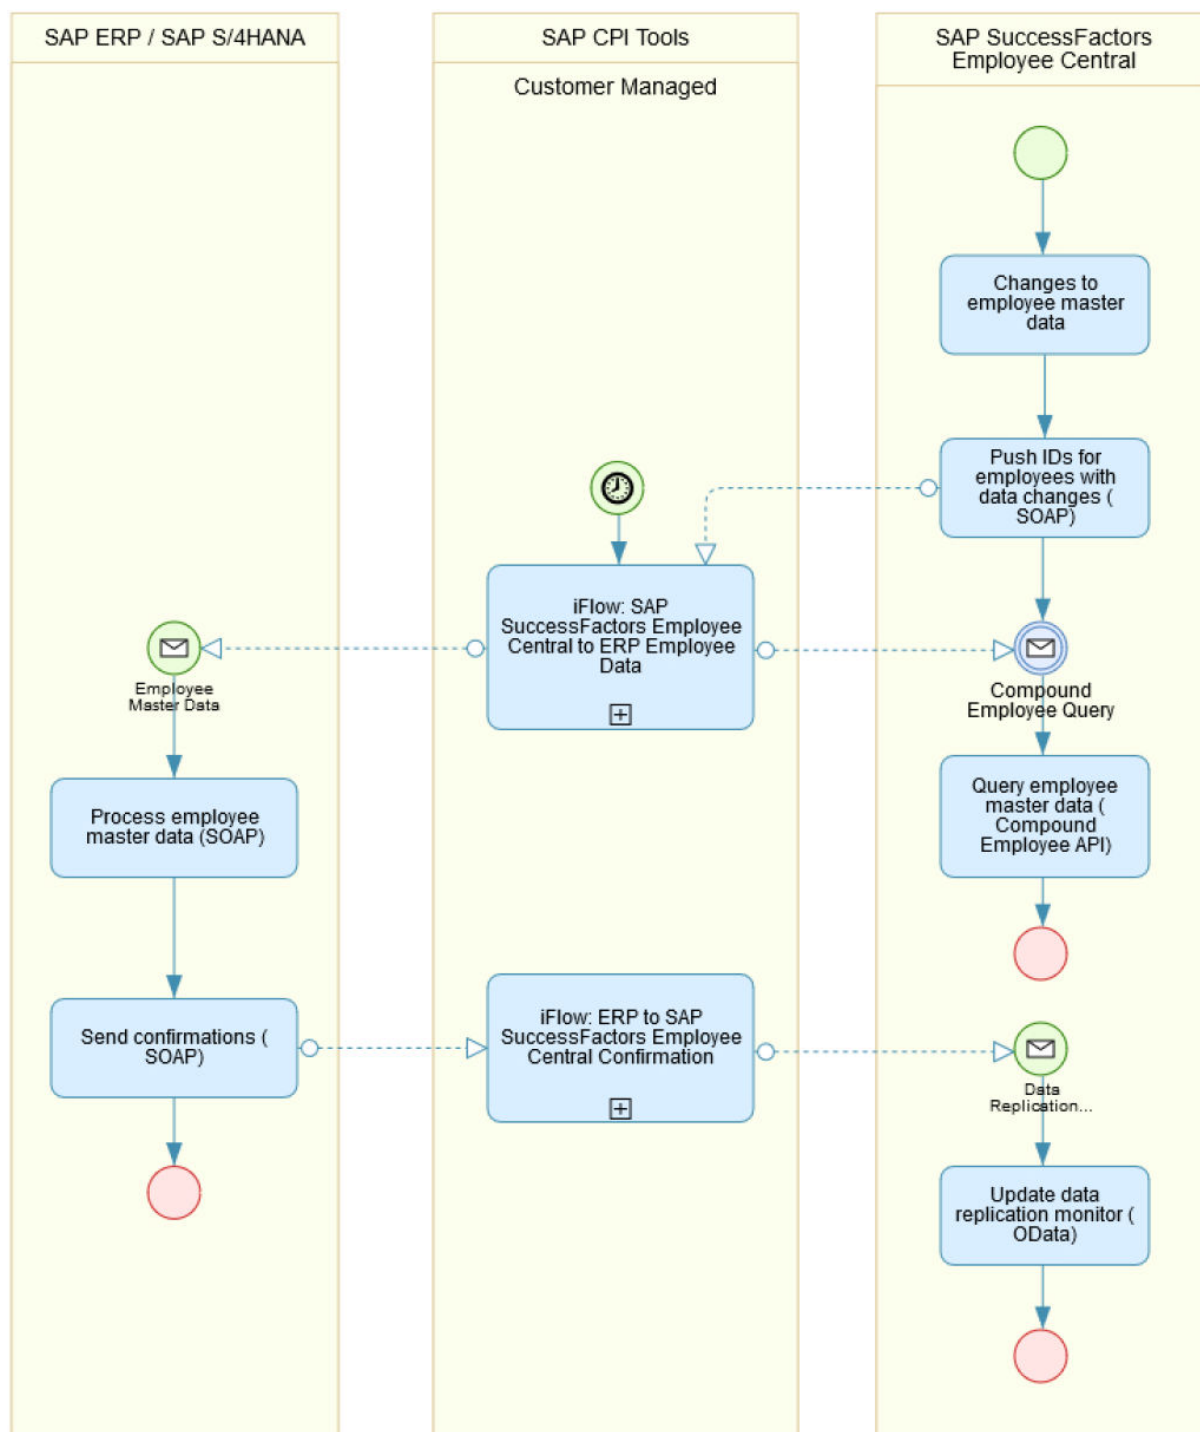 SAP ERP / SAP S/4HANA
SAP CPI Tools
SAP SuccessFactors
Employee Central
Customer Managed
Changes to
employee master
data
Push IDs for
employees with
data changes (
SOAP)
iFlow: SAP
SuccessFactors Employee
Central to ERP Employee
Data
Employee
Master Data
Compound
Employee Query
Process employee
master data (SOAP)
Query employee
master data (
Compound
Employee API)
Send confirmations (
SOAP)
iFlow: ERP to SAP
SuccessFactors Employee
Central Confirmation
Data
Replication...
Update data
replication monitor (
OData)